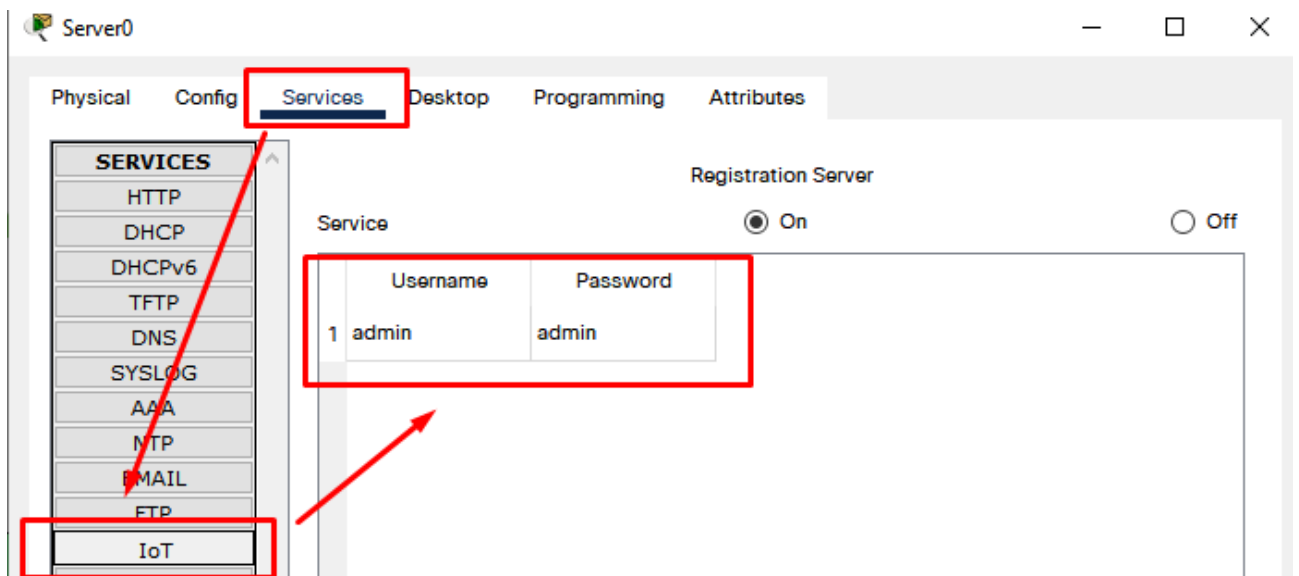 Server0
Physical Config Services Desktop Programming Attributes
SERVICES
HTTP
DHCP
DHCPv6
TFTP
DNS
SYSLOG
AAA
NTP
EMAIL
FTP
IoT
Registration Server
Service On Off
Username Password
1 admin admin